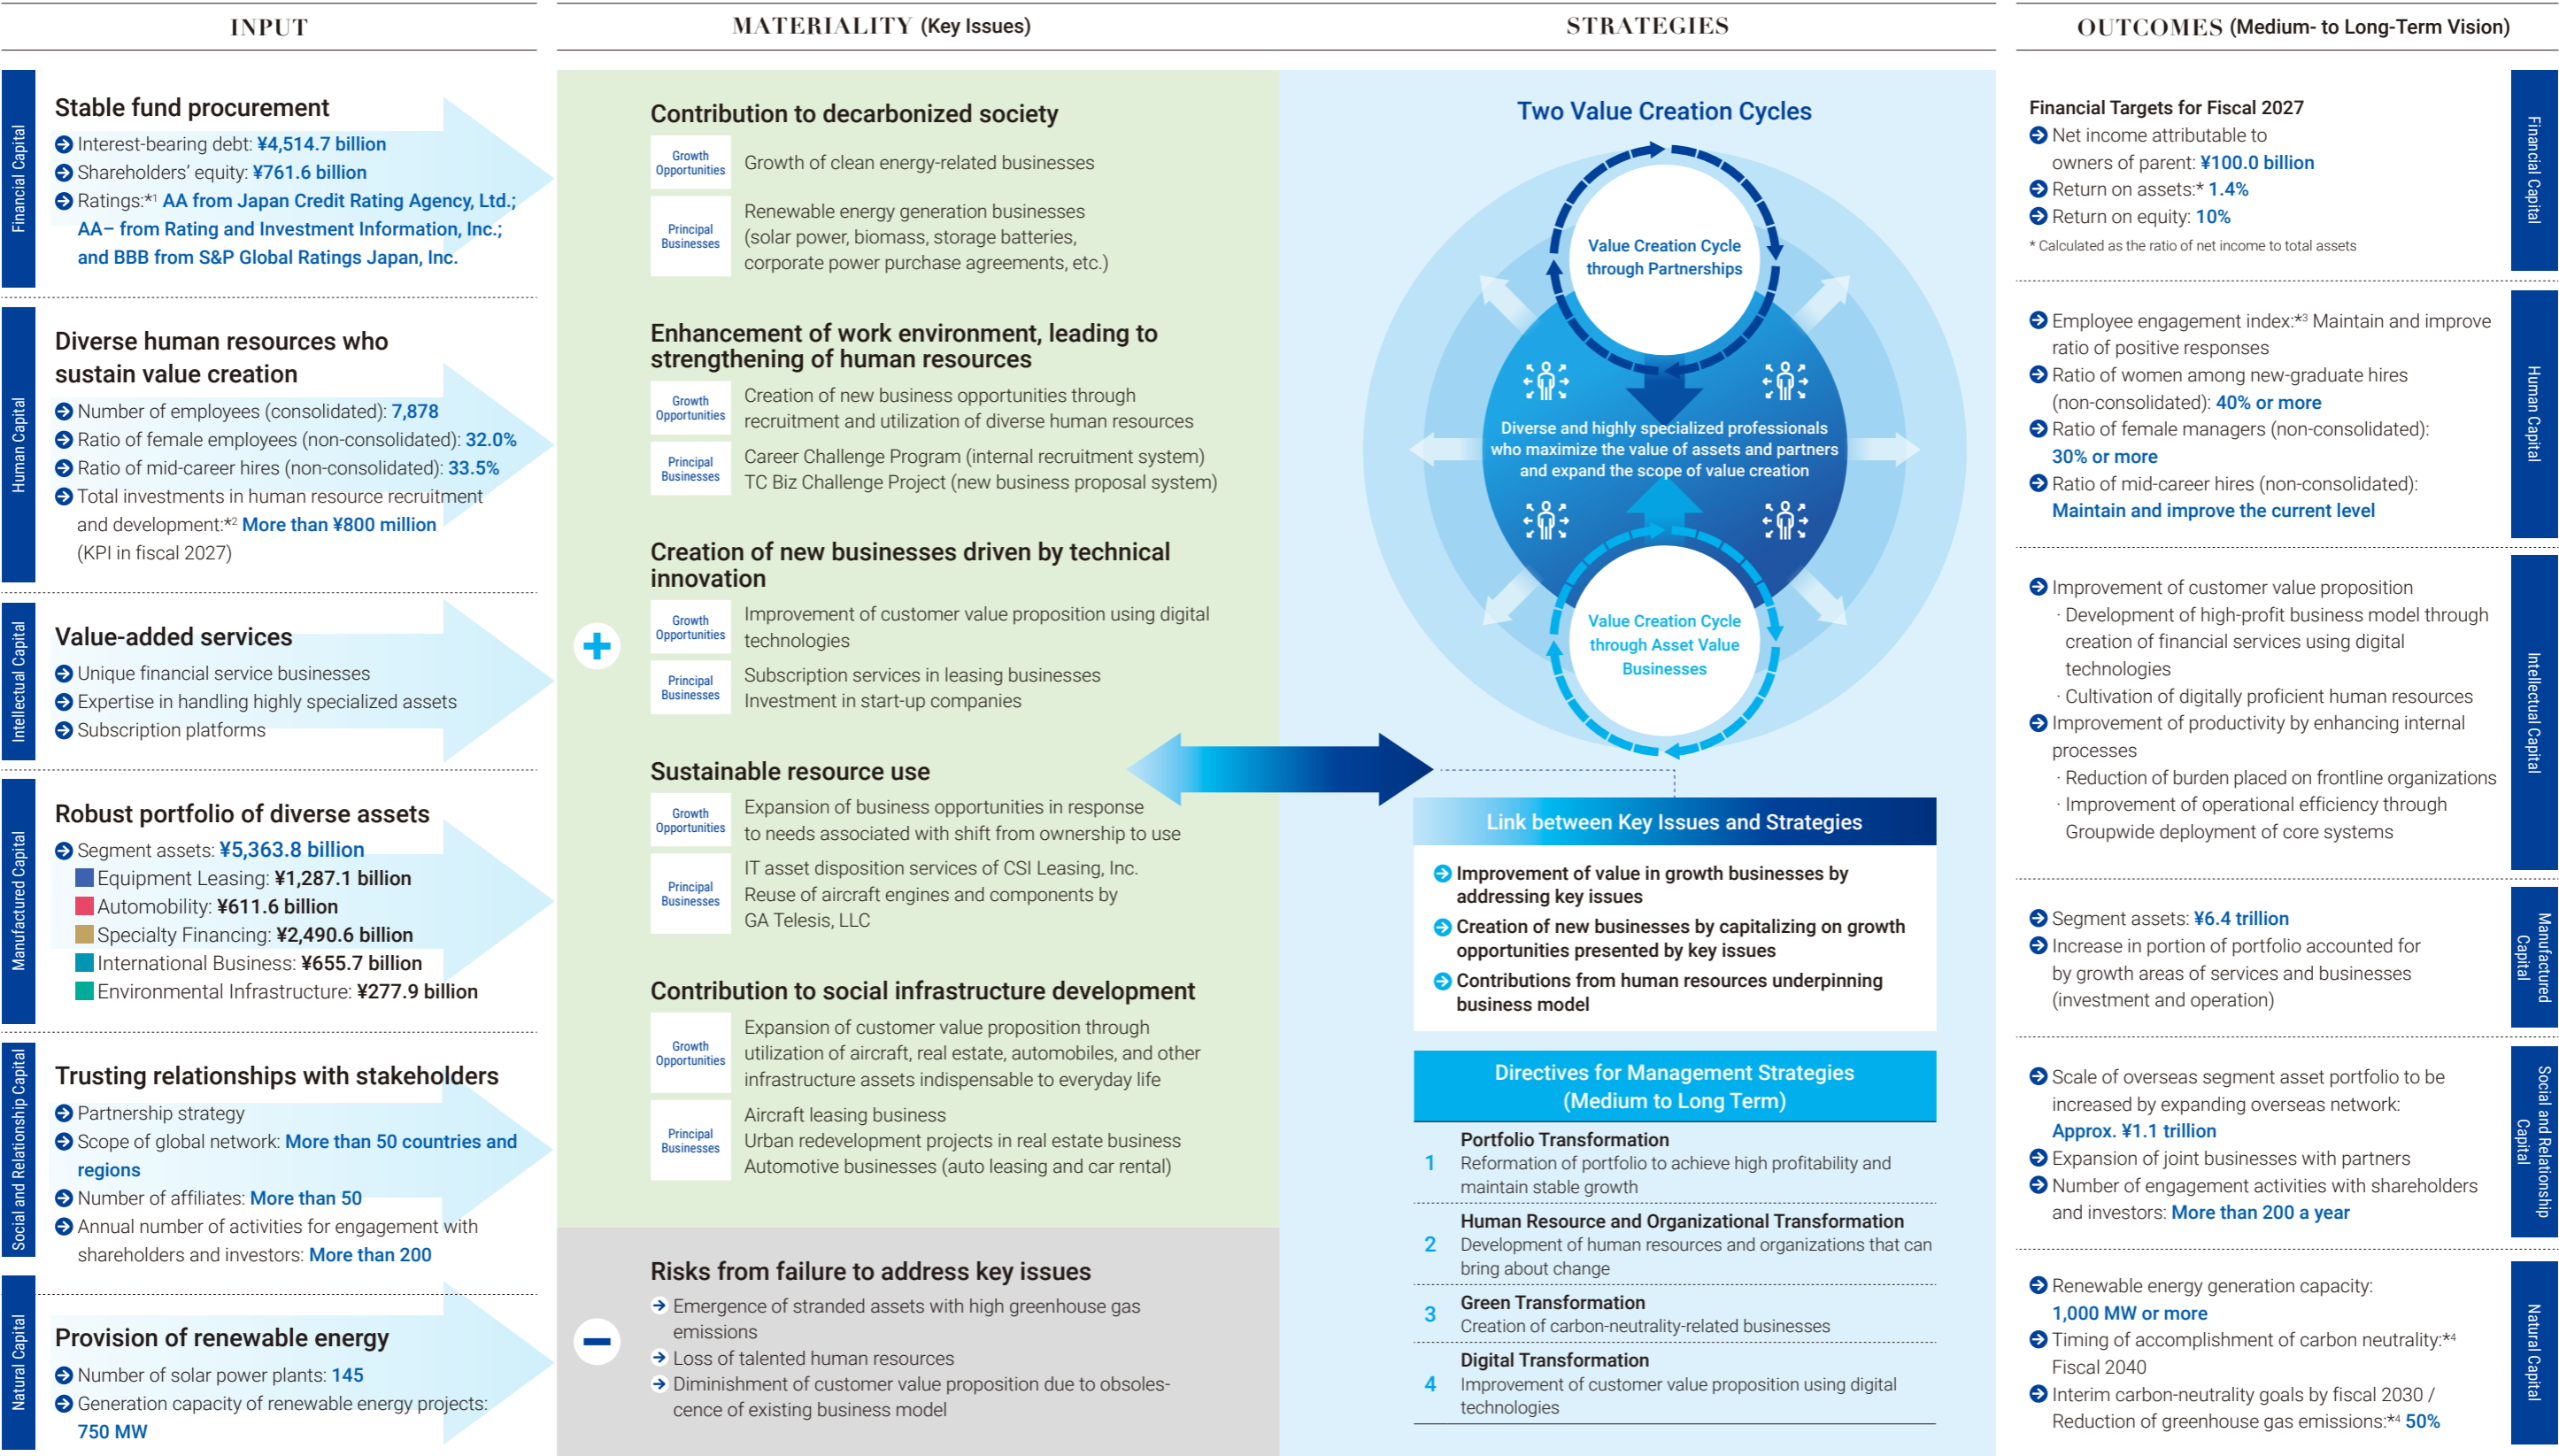 INPUT
Financial Capital
Stable fund procurement
Interest-bearing debt: ¥4,514.7 billion
Shareholders’ equity: ¥761.6 billion
Ratings:*1 AA from Japan Credit Rating Agency, Ltd.;
AA– from Rating and Investment Information, Inc.;
and BBB from S&P Global Ratings Japan, Inc.
Human Capital
Diverse human resources who
sustain value creation
Number of employees (consolidated): 7,878
Ratio of female employees (non-consolidated): 32.0%
Ratio of mid-career hires (non-consolidated): 33.5%
Total investments in human resource recruitment
and development:*2 More than ¥800 million
(KPI in fiscal 2027)
Intellectual Capital
Value-added services
Unique financial service businesses
Expertise in handling highly specialized assets
Subscription platforms
Manufactured Capital
Robust portfolio of diverse assets
Segment assets: ¥5,363.8 billion
Equipment Leasing: ¥1,287.1 billion
Automobility: ¥611.6 billion
Specialty Financing: ¥2,490.6 billion
International Business: ¥655.7 billion
Environmental Infrastructure: ¥277.9 billion
Social and Relationship Capital
Trusting relationships with stakeholders
Partnership strategy
Scope of global network: More than 50 countries and
regions
Number of affiliates: More than 50
Annual number of activities for engagement with
shareholders and investors: More than 200
Natural Capital
Provision of renewable energy
Number of solar power plants: 145
Generation capacity of renewable energy projects:
750 MW
MATERIALITY (Key Issues)
Contribution to decarbonized society
Growth
Opportunities
Growth of clean energy-related businesses
Principal
Businesses
Renewable energy generation businesses
(solar power, biomass, storage batteries,
corporate power purchase agreements, etc.)
Enhancement of work environment, leading to
strengthening of human resources
Growth
Opportunities
Creation of new business opportunities through
recruitment and utilization of diverse human resources
Principal
Businesses
Career Challenge Program (internal recruitment system)
TC Biz Challenge Project (new business proposal system)
Creation of new businesses driven by technical
innovation
Growth
Opportunities
Improvement of customer value proposition using digital
technologies
Principal
Businesses
Subscription services in leasing businesses
Investment in start-up companies
Sustainable resource use
Growth
Opportunities
Expansion of business opportunities in response
to needs associated with shift from ownership to use
Principal
Businesses
IT asset disposition services of CSI Leasing, Inc.
Reuse of aircraft engines and components by
GA Telesis, LLC
Contribution to social infrastructure development
Growth
Opportunities
Expansion of customer value proposition through
utilization of aircraft, real estate, automobiles, and other
infrastructure assets indispensable to everyday life
Principal
Businesses
Aircraft leasing business
Urban redevelopment projects in real estate business
Automotive businesses (auto leasing and car rental)
Risks from failure to address key issues
Emergence of stranded assets with high greenhouse gas
emissions
Loss of talented human resources
Diminishment of customer value proposition due to obsoles-
cence of existing business model
STRATEGIES
Two Value Creation Cycles
Value Creation Cycle
through Partnerships
Diverse and highly specialized professionals
who maximize the value of assets and partners
and expand the scope of value creation
Value Creation Cycle
through Asset Value
Businesses
Link between Key Issues and Strategies
Improvement of value in growth businesses by
addressing key issues
Creation of new businesses by capitalizing on growth
opportunities presented by key issues
Contributions from human resources underpinning
business model
Directives for Management Strategies
(Medium to Long Term)
1
Portfolio Transformation
Reformation of portfolio to achieve high profitability and
maintain stable growth
2
Human Resource and Organizational Transformation
Development of human resources and organizations that can
bring about change
3
Green Transformation
Creation of carbon-neutrality-related businesses
4
Digital Transformation
Improvement of customer value proposition using digital
technologies
OUTCOMES (Medium- to Long-Term Vision)
Financial Capital
Financial Targets for Fiscal 2027
Net income attributable to
owners of parent: ¥100.0 billion
Return on assets:* 1.4%
Return on equity: 10%
* Calculated as the ratio of net income to total assets
Human Capital
Employee engagement index:*3 Maintain and improve
ratio of positive responses
Ratio of women among new-graduate hires
(non-consolidated): 40% or more
Ratio of female managers (non-consolidated):
30% or more
Ratio of mid-career hires (non-consolidated):
Maintain and improve the current level
Intellectual Capital
Improvement of customer value proposition
· Development of high-profit business model through
creation of financial services using digital
technologies
· Cultivation of digitally proficient human resources
Improvement of productivity by enhancing internal
processes
· Reduction of burden placed on frontline organizations
· Improvement of operational efficiency through
Groupwide deployment of core systems
Manufactured
Capital
Segment assets: ¥6.4 trillion
Increase in portion of portfolio accounted for
by growth areas of services and businesses
(investment and operation)
Social and Relationship
Capital
Scale of overseas segment asset portfolio to be
increased by expanding overseas network:
Approx. ¥1.1 trillion
Expansion of joint businesses with partners
Number of engagement activities with shareholders
and investors: More than 200 a year
Natural Capital
Renewable energy generation capacity:
1,000 MW or more
Timing of accomplishment of carbon neutrality:*4
Fiscal 2040
Interim carbon-neutrality goals by fiscal 2030 /
Reduction of greenhouse gas emissions:*4 50%